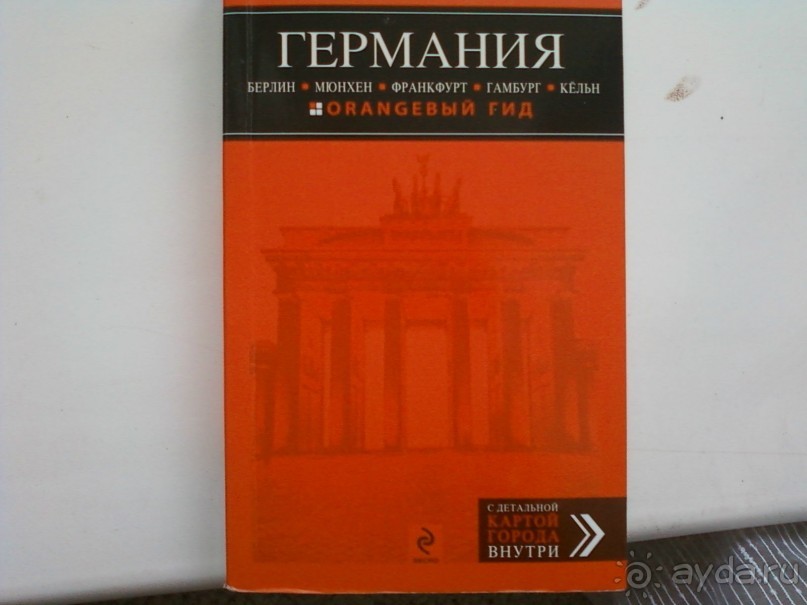 ГЕРМАНИЯ
БЕРЛИН ▪ МЮНХЕН ▪ ФРАНКФУРТ ▪ ГАМБУРГ ▪ КЁЛЬН
ORANGEВЫЙ ГИД
С ДЕТАЛЬНОЙ
КАРТОЙ
ГОРОДА
ВНУТРИ
ЭКСМО
ayda.ru